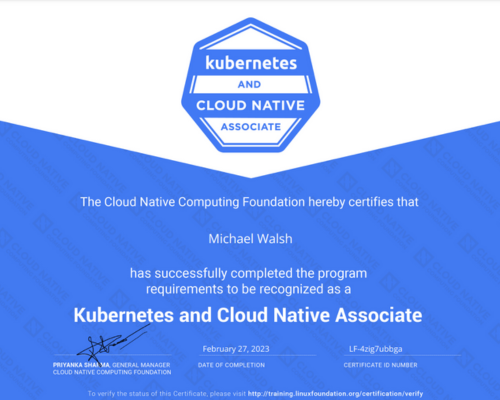 kubernetes
AND
CLOUD NATIVE
ASSOCIATE
The Cloud Native Computing Foundation hereby certifies that
Michael Walsh
has successfully completed the program
requirements to be recognized as a
Kubernetes and Cloud Native Associate
February 27, 2023
LF-4zig7ubbga
PRIYANKA SHARMA, GENERAL MANAGER
CLOUD NATIVE COMPUTING FOUNDATION
DATE OF COMPLETION
CERTIFICATE ID NUMBER
To verify the status of this Certificate, please visit http://training.linuxfoundation.org/certification/verify